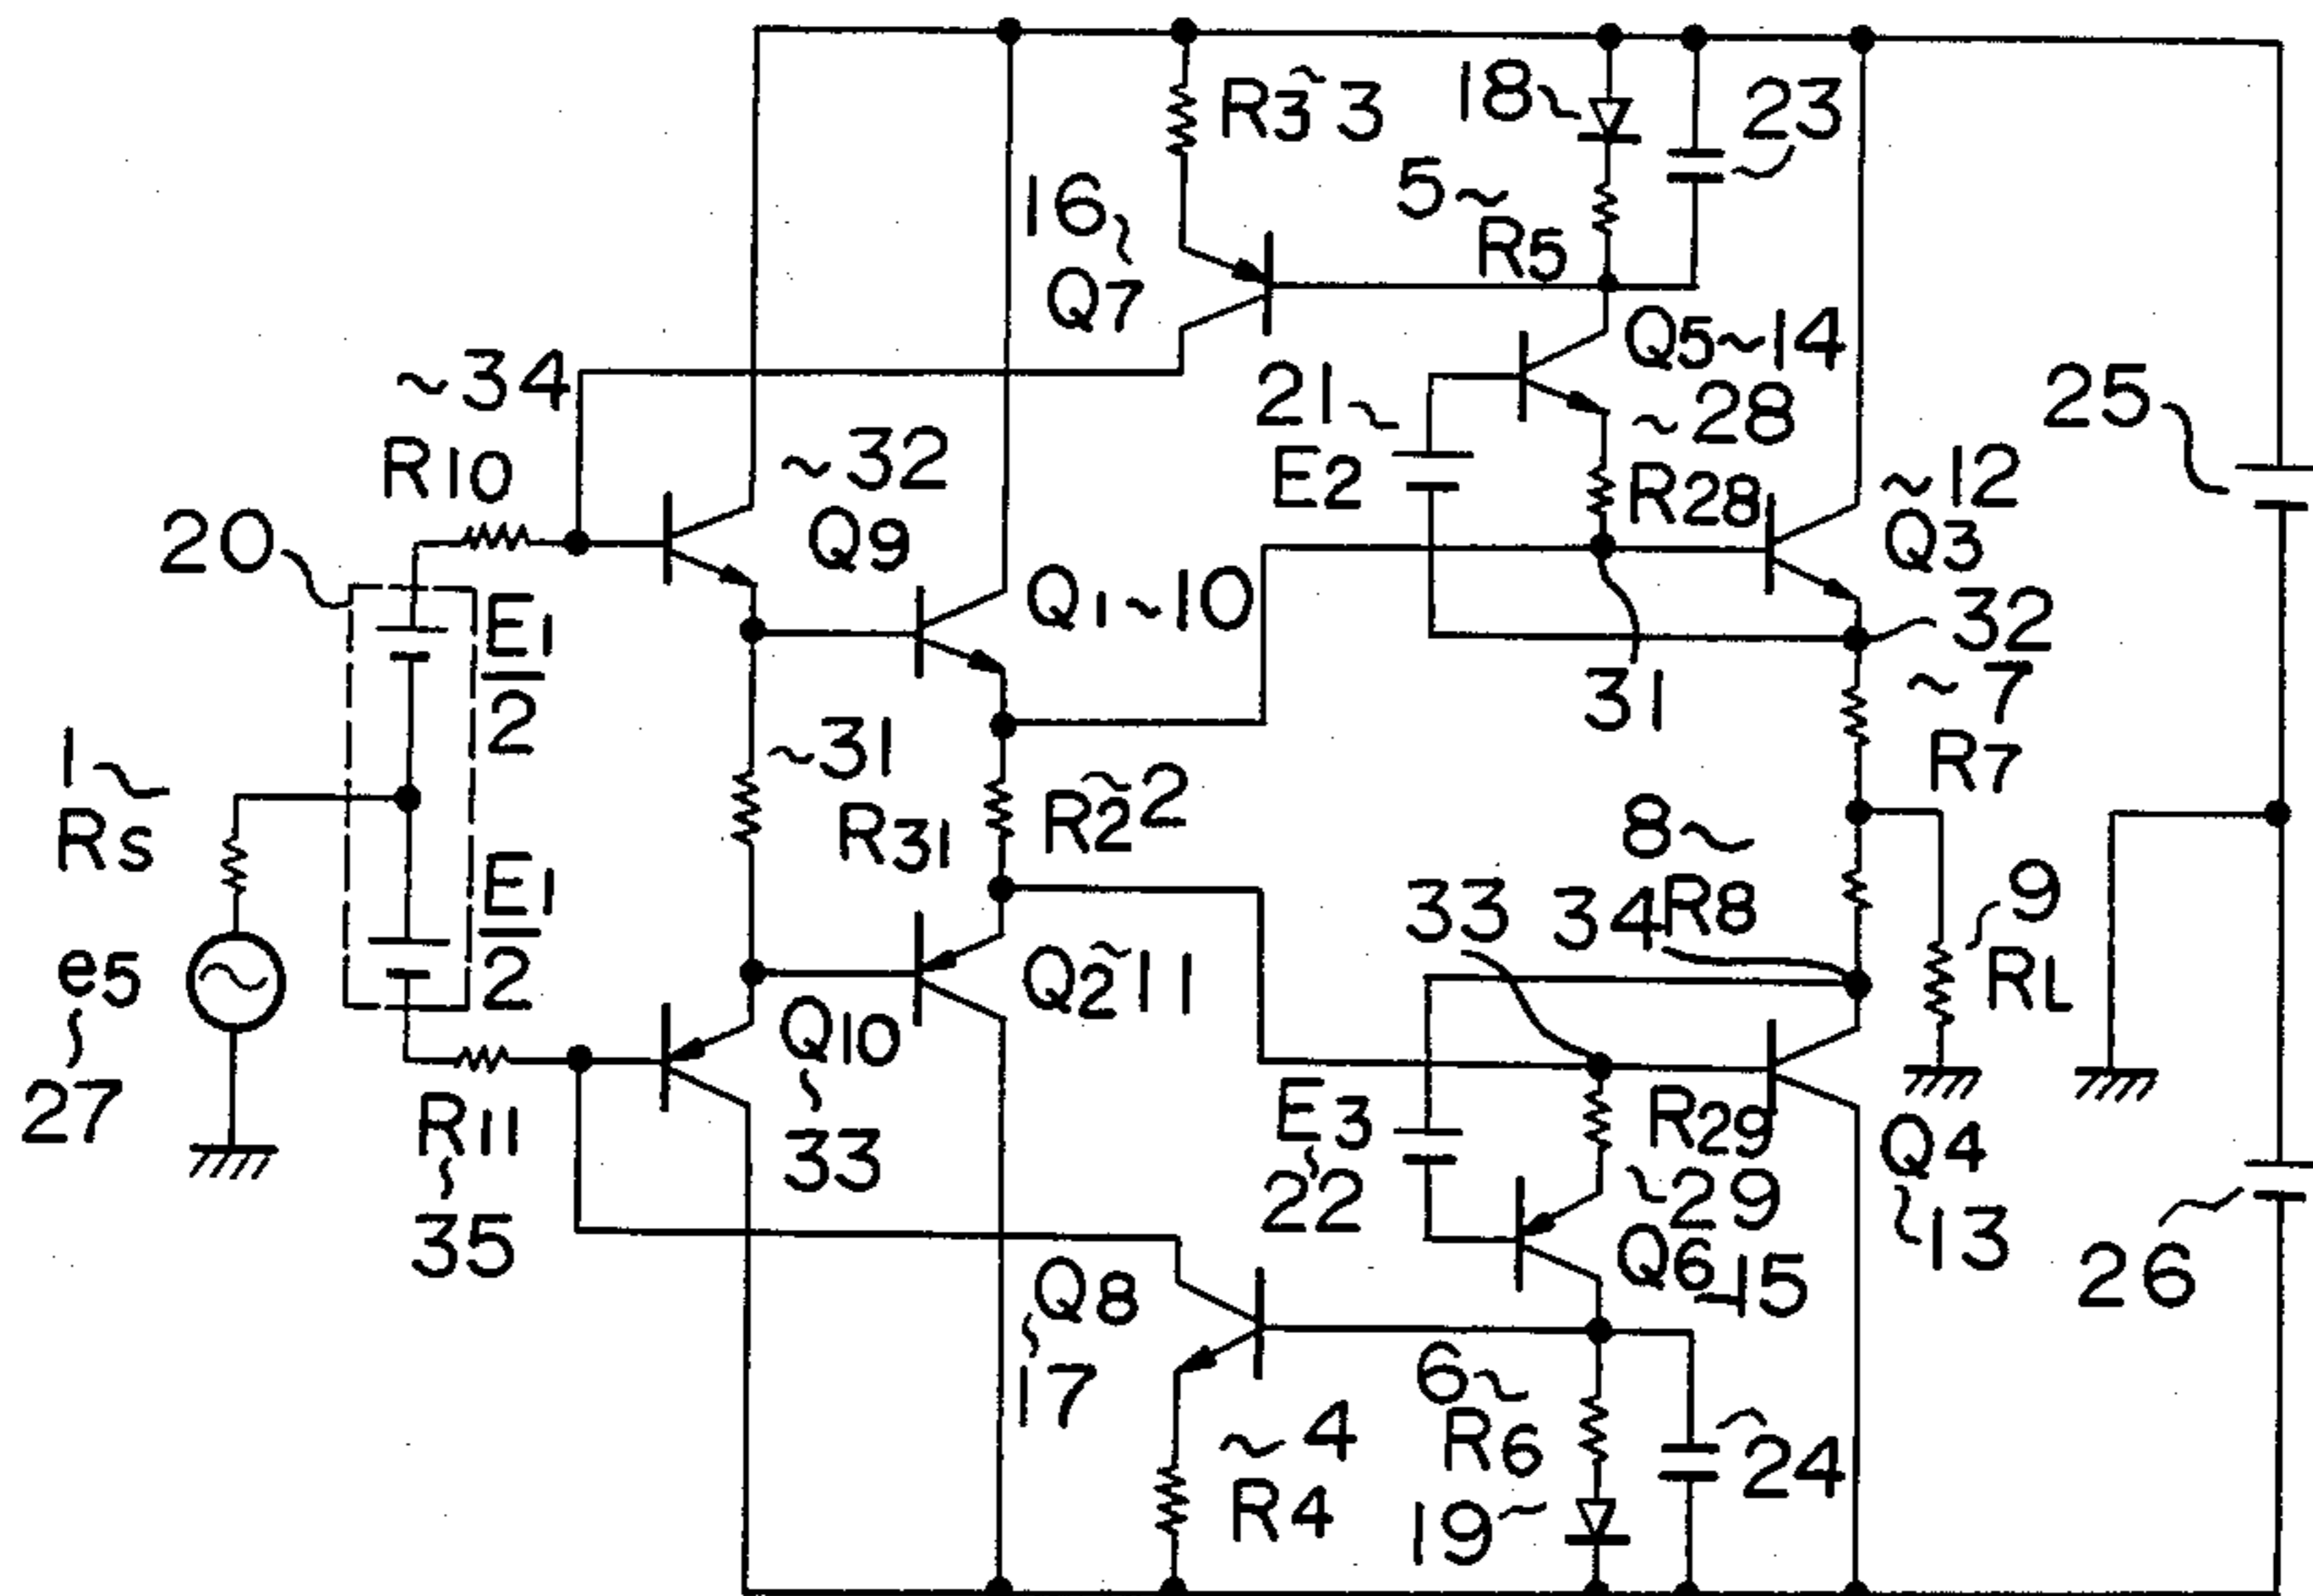 R3~3
18~
23
5~
R5
16
Q7
Q5~14
~28
R28
21~
E2
25
~34
R10
~32
Q9
~12
Q3
20
E1
2
Q1~10
32
31
~7
R7
1~
Rs
~31
R31
R2~2
8~
R8
9
RL
33
34
E1
2
e5
~
27
Q2~11
Q10
~
33
E3
~
22
R29
~29
Q4
~
13
R11
~
35
Q6
~15
26
Q8
~
17
6~
R6
24
~4
R4
19~